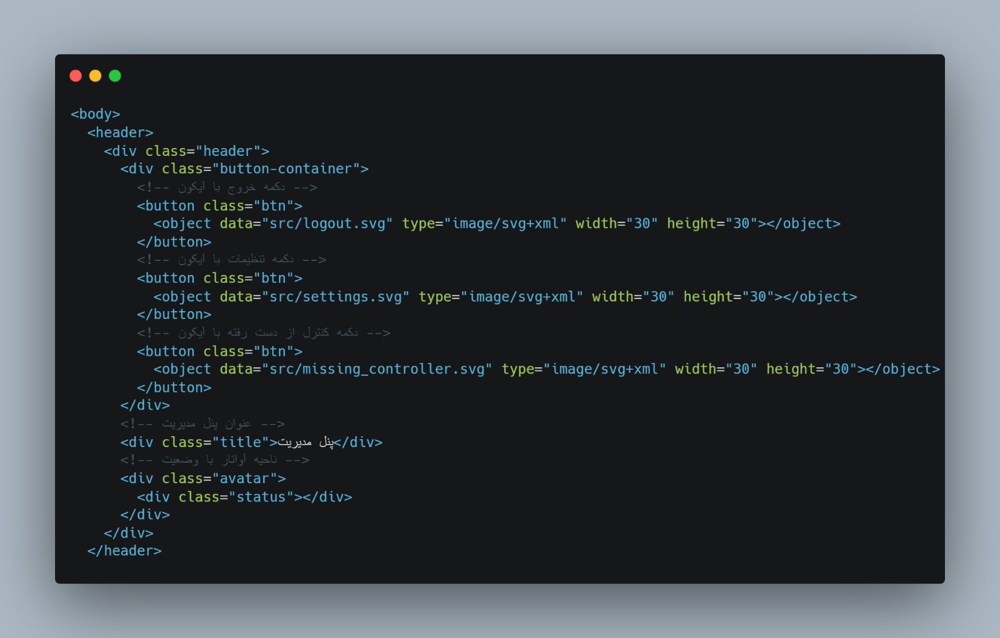 <body>
<header>
<div class="header">
<div class="button-container">
<!-- دکمه خروج با آیکون -->
<button class="btn">
<object data="src/logout.svg" type="image/svg+xml" width="30" height="30"></object>
</button>
<!-- دکمه تنظیمات با آیکون -->
<button class="btn">
<object data="src/settings.svg" type="image/svg+xml" width="30" height="30"></object>
</button>
<!-- دکمه کنترل از دست رفته با آیکون -->
<button class="btn">
<object data="src/missing_controller.svg" type="image/svg+xml" width="30" height="30"></object>
</button>
</div>
<!-- عنوان پنل مدیریت -->
<div class="title">پنل مدیریت</div>
<!-- ناحیه آواتار با وضعیت -->
<div class="avatar">
<div class="status"></div>
</div>
</div>
</header>